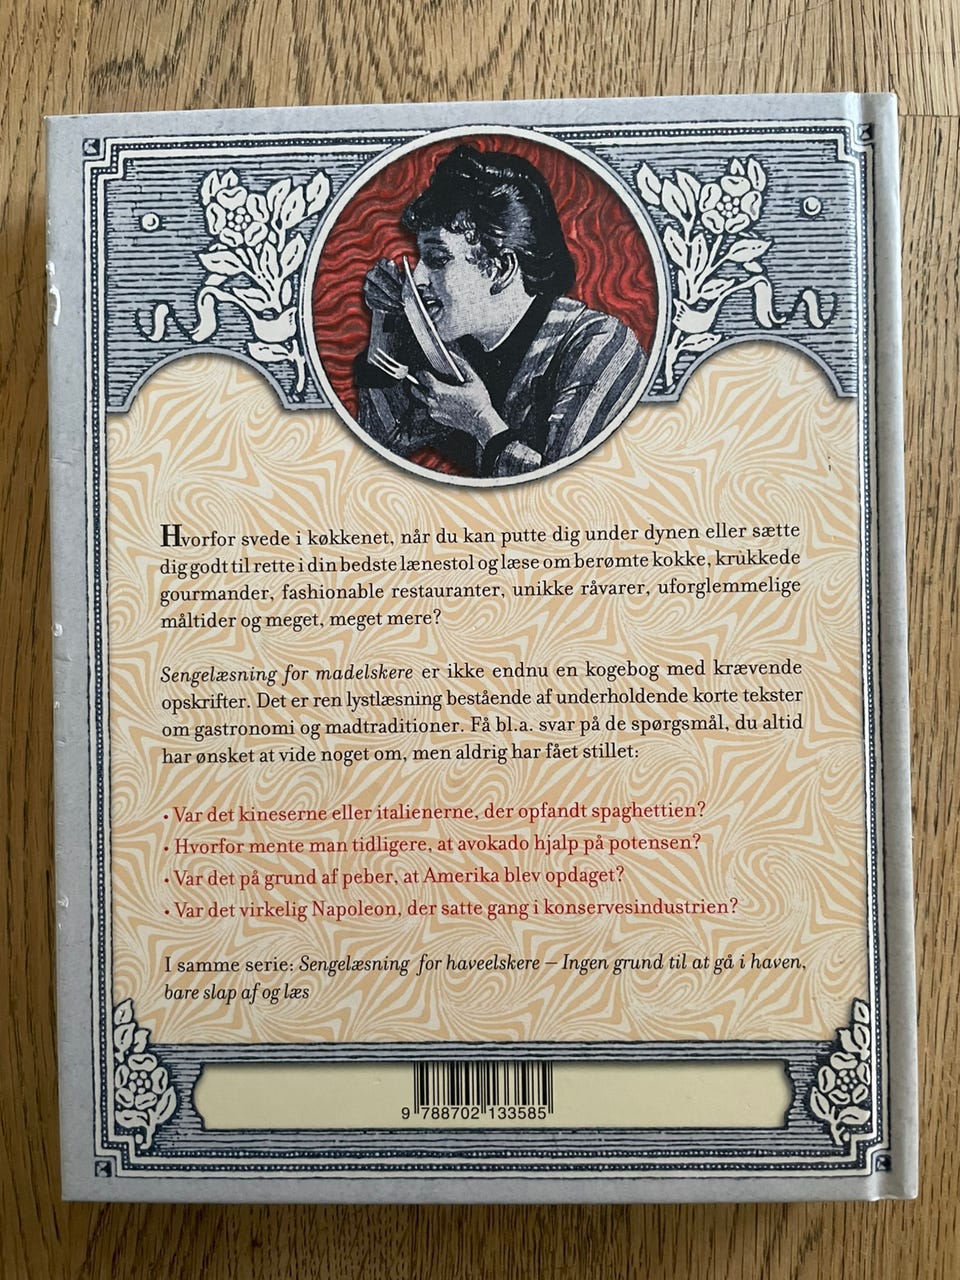 Hvorfor svede i køkkenet, når du kan putte dig under dynen eller sætte
dig godt til rette i din bedste lænestol og læse om berømte kokke, krukkede
gourmander, fashionable restauranter, unikke råvarer, uforglemmelige
måltider og meget, meget mere?
Sengelæsning for madelskere er ikke endnu en kogebog med krævende
opskrifter. Det er ren lystlæsning bestående af underholdende korte tekster
om gastronomi og madtraditioner. Få bl.a. svar på de spørgsmål, du altid
har ønsket at vide noget om, men aldrig har fået stillet:
• Var det kineserne eller italienerne, der opfandt spaghettien?
• Hvorfor mente man tidligere, at avokado hjalp på potensen?
• Var det på grund af peber, at Amerika blev opdaget?
• Var det virkelig Napoleon, der satte gang i konservesindustrien?
I samme serie: Sengelæsning for haveelskere – Ingen grund til at gå i haven,
bare slap af og læs
9 788702 133585